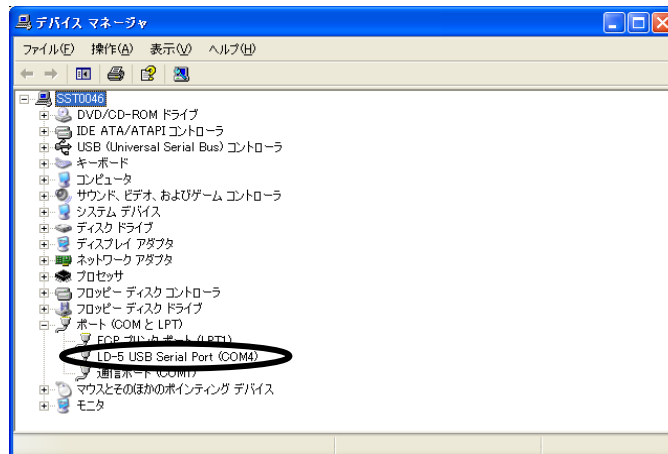 デバイス マネージャ
ファイル(F) 操作(A) 表示(V) ヘルプ(H)
SST0046
DVD/CD-ROM ドライブ
IDE ATA/ATAPI コントローラ
USB (Universal Serial Bus) コントローラ
キーボード
コンピュータ
サウンド、ビデオ、およびゲーム コントローラ
システム デバイス
ディスク ドライブ
ディスプレイ アダプタ
ネットワーク アダプタ
プロセッサ
フロッピー ディスク コントローラ
フロッピー ディスク ドライブ
ポート (COM と LPT)
ECP プリンタ ポート (LPT1)
LD-5 USB Serial Port (COM4)
通信ポート (COM1)
マウスとそのほかのポインティング デバイス
モニタ